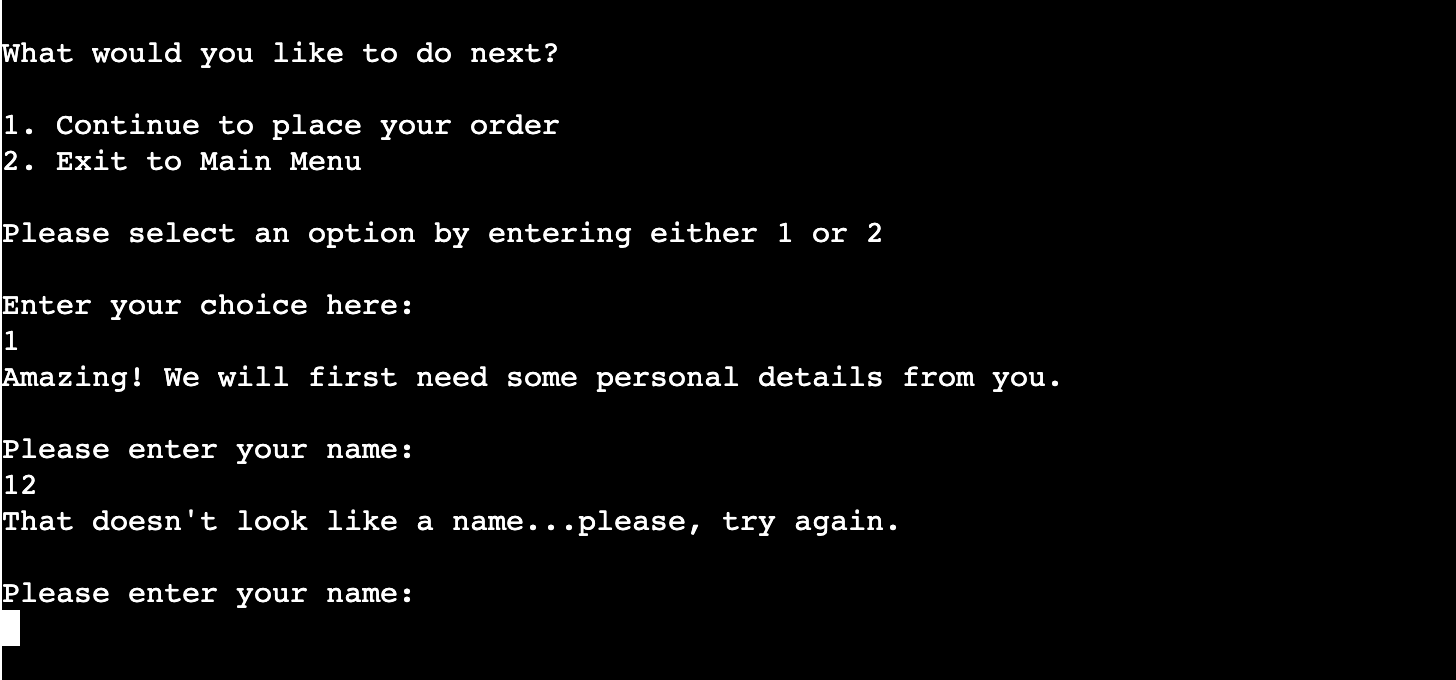 What would you like to do next?
1. Continue to place your order
2. Exit to Main Menu
Please select an option by entering either 1 or 2
Enter your choice here:
1
Amazing! We will first need some personal details from you.
Please enter your name:
12
That doesn't look like a name...please, try again.
Please enter your name: